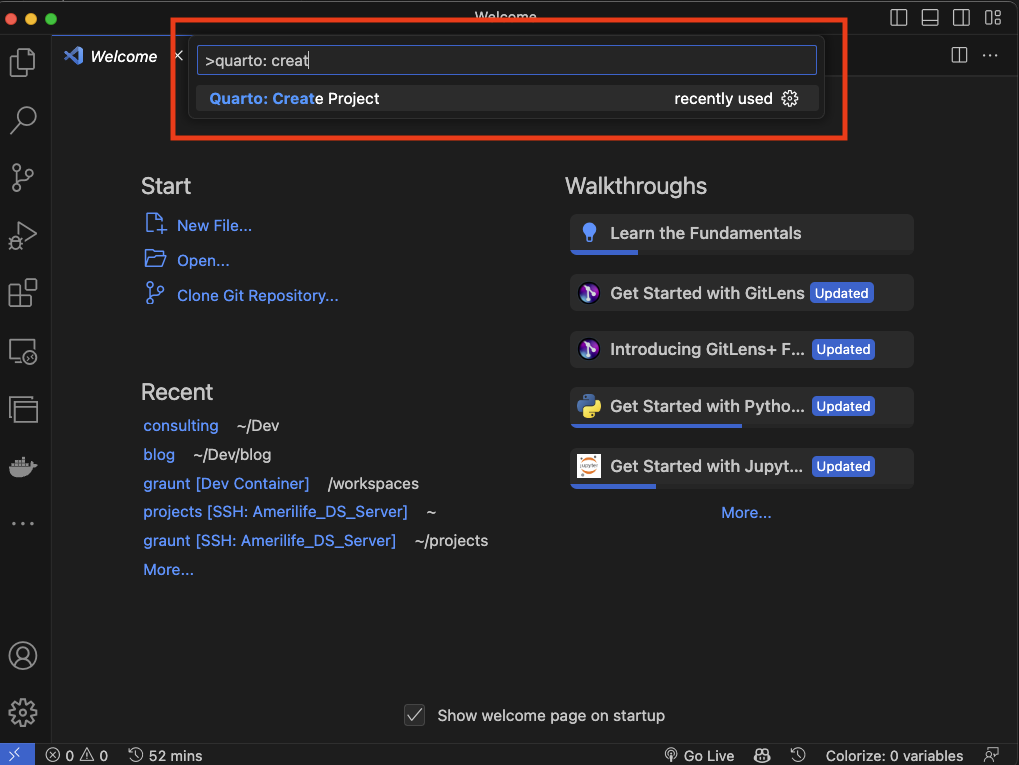 Welcome
Welcome
>quarto: creat
Quarto: Create Project recently used
Start
New File...
Open...
Clone Git Repository...
Recent
consulting ~/Dev
blog ~/Dev/blog
graunt [Dev Container] /workspaces
projects [SSH: Amerilife_DS_Server] ~
graunt [SSH: Amerilife_DS_Server] ~/projects
More...
Walkthroughs
Learn the Fundamentals
Get Started with GitLens Updated
Introducing GitLens+ F... Updated
Get Started with Pytho... Updated
jupyter
Get Started with Jupyt... Updated
More...
Show welcome page on startup
0 0 52 mins Go Live Colorize: 0 variables